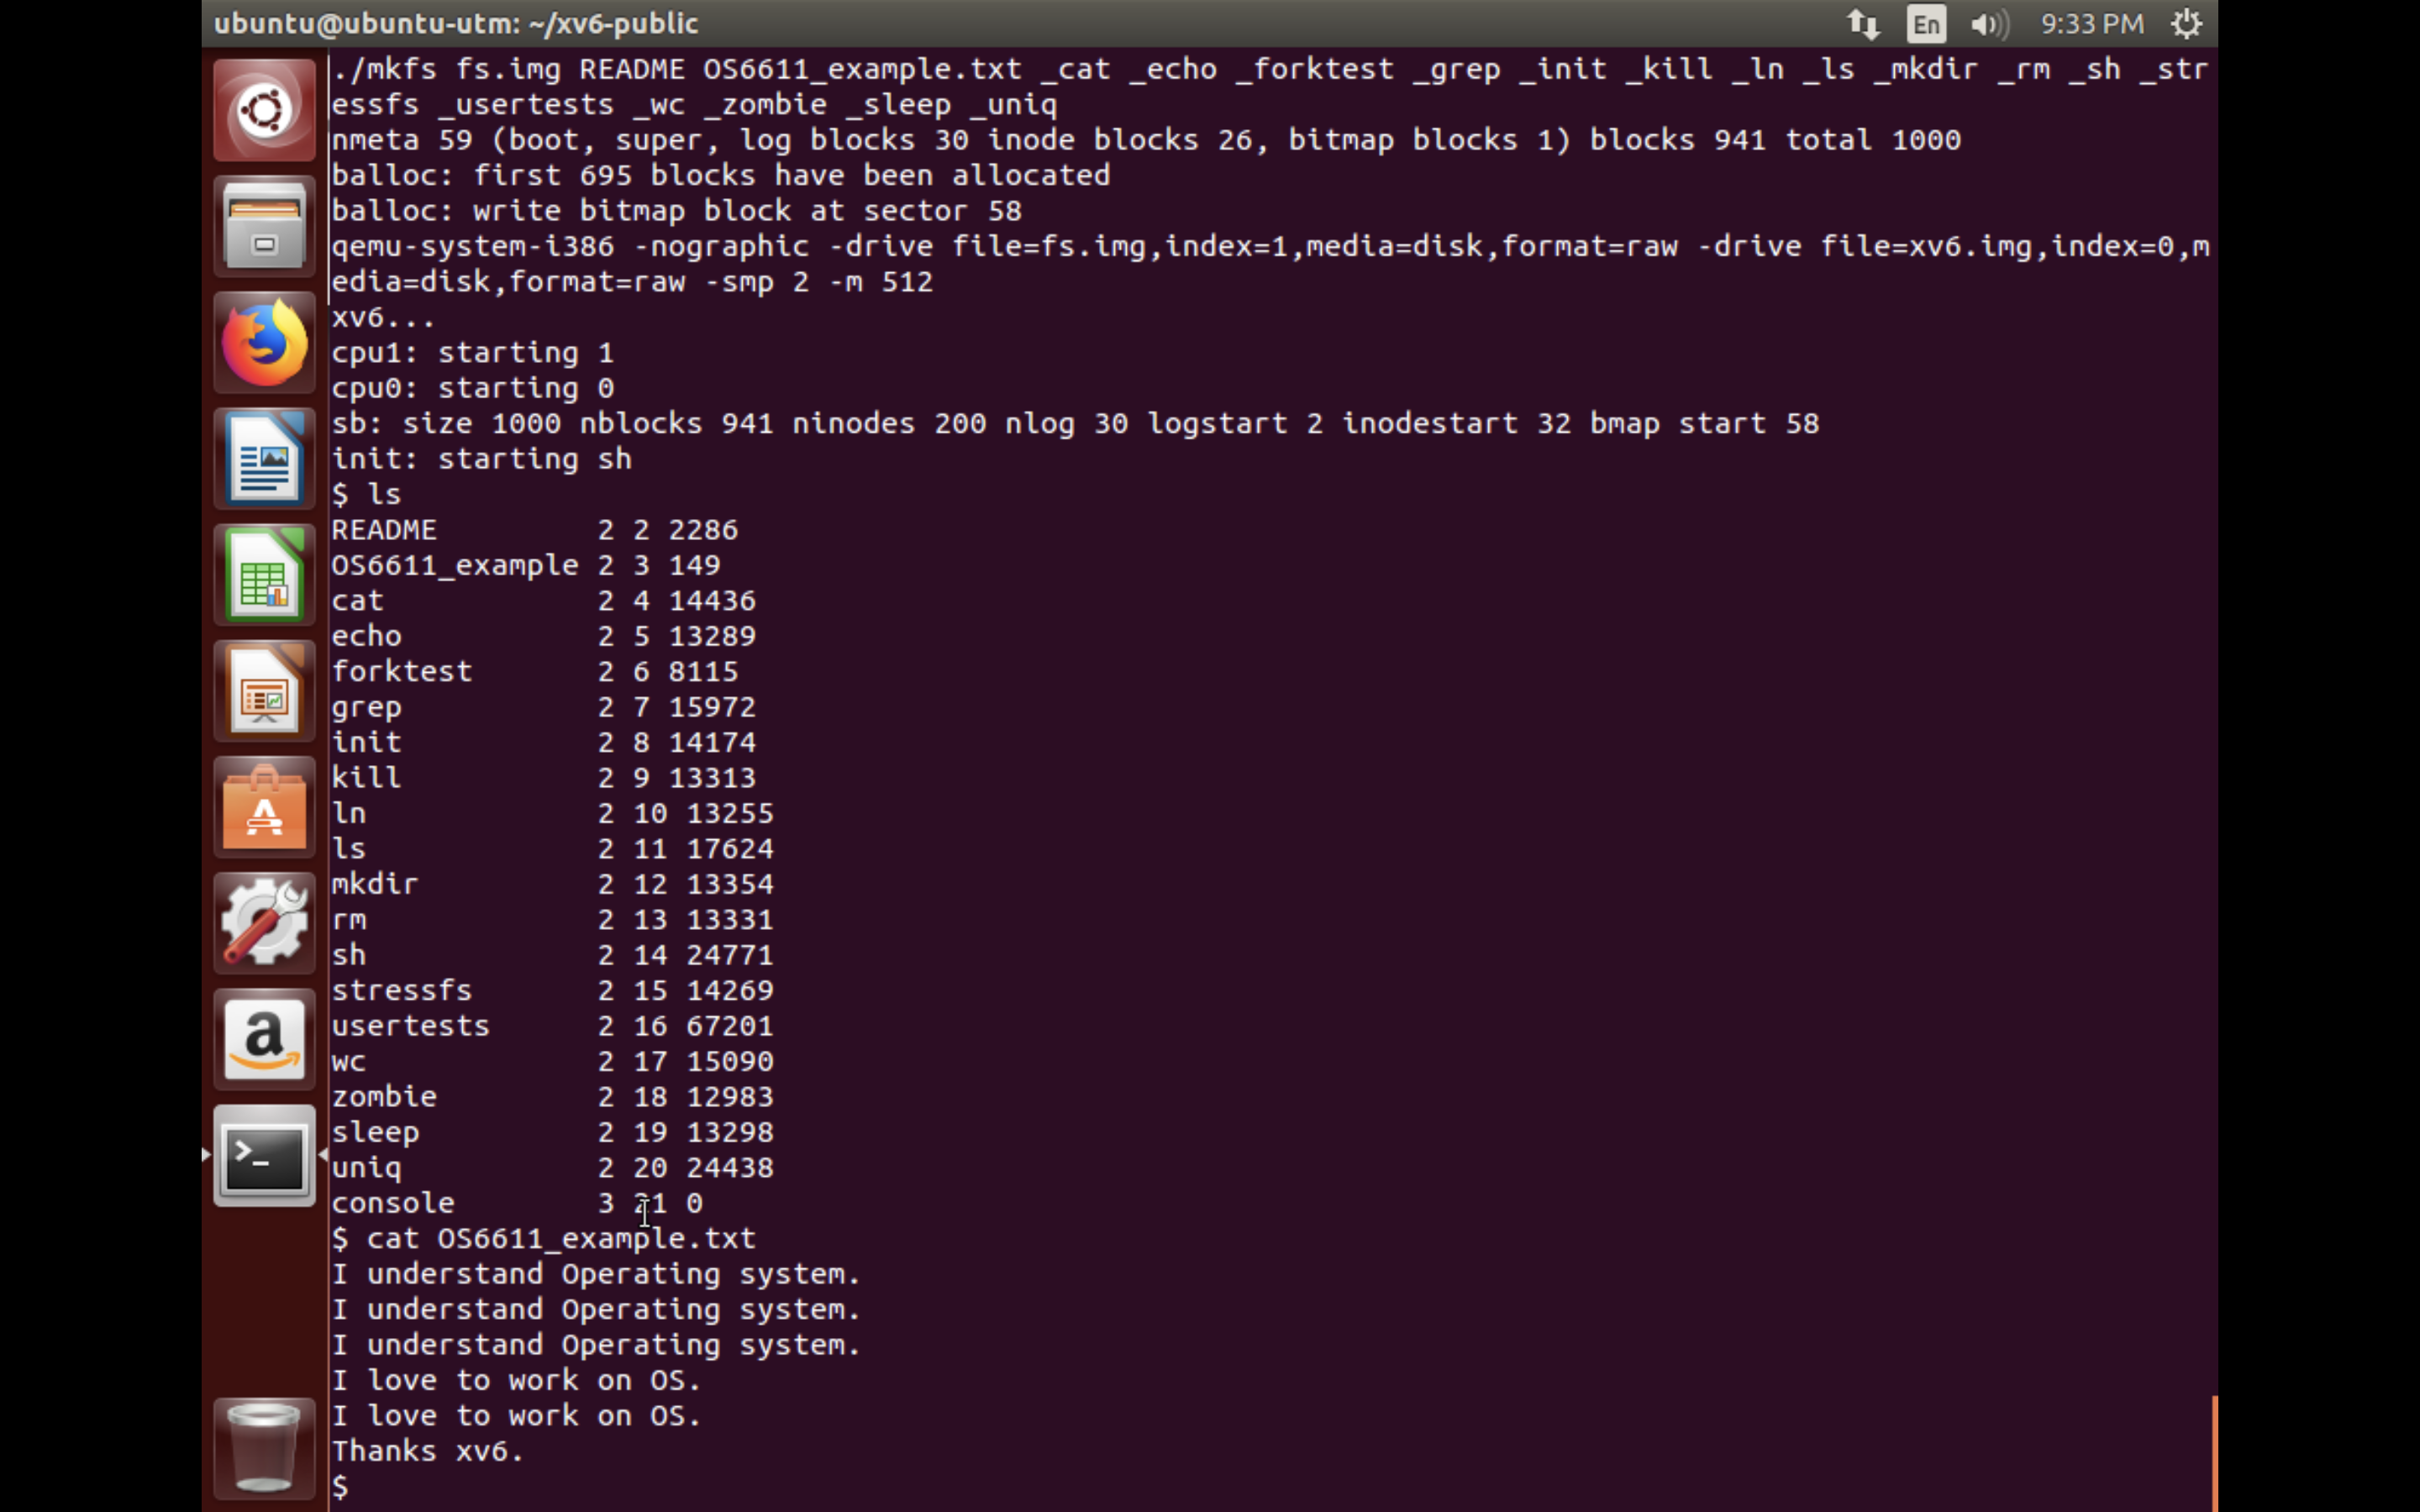 ubuntu@ubuntu-utm: ~/xv6-public
En
9:33 PM
./mkfs fs.img README OS6611_example.txt _cat _echo _forktest _grep _init _kill _ln _ls _mkdir _rm _sh _str
essfs _usertests _wc _zombie _sleep _uniq
nmeta 59 (boot, super, log blocks 30 inode blocks 26, bitmap blocks 1) blocks 941 total 1000
balloc: first 695 blocks have been allocated
balloc: write bitmap block at sector 58
qemu-system-i386 -nographic -drive file=fs.img,index=1,media=disk,format=raw -drive file=xv6.img,index=0,m
edia=disk,format=raw -smp 2 -m 512
xv6...
cpu1: starting 1
cpu0: starting 0
sb: size 1000 nblocks 941 ninodes 200 nlog 30 logstart 2 inodestart 32 bmap start 58
init: starting sh
$ ls
README         2 2 2286
OS6611_example 2 3 149
cat            2 4 14436
echo           2 5 13289
forktest       2 6 8115
grep           2 7 15972
init           2 8 14174
kill           2 9 13313
ln             2 10 13255
ls             2 11 17624
mkdir          2 12 13354
rm             2 13 13331
sh             2 14 24771
stressfs       2 15 14269
usertests      2 16 67201
wc             2 17 15090
zombie         2 18 12983
sleep          2 19 13298
uniq           2 20 24438
console        3 21 0
$ cat OS6611_example.txt
I understand Operating system.
I understand Operating system.
I understand Operating system.
I love to work on OS.
I love to work on OS.
Thanks xv6.
$